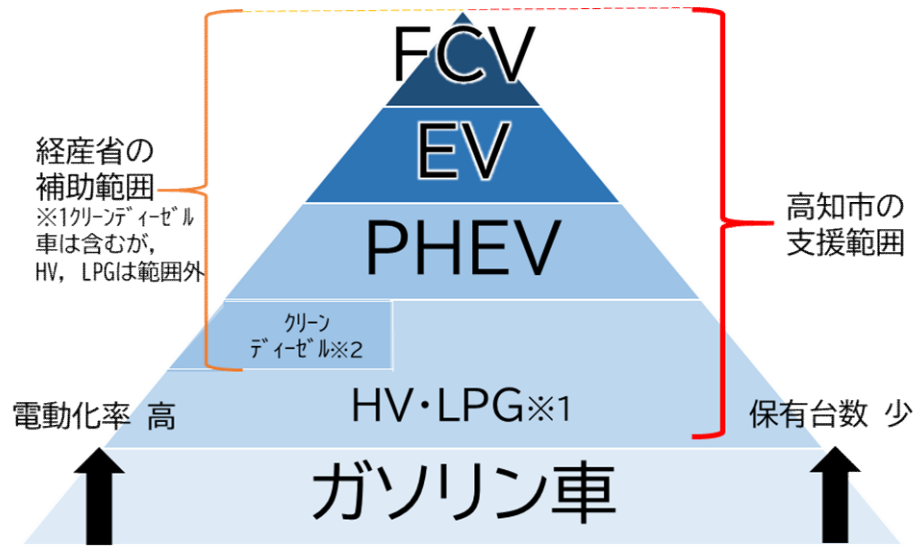 FCV
EV
経産省の
補助範囲
※1クリーンディーゼル
車は含むが，
HV，LPGは範囲外
PHEV
高知市の
支援範囲
クリーン
ディーゼル※2
HV・LPG※1
電動化率 高
保有台数 少
ガソリン車